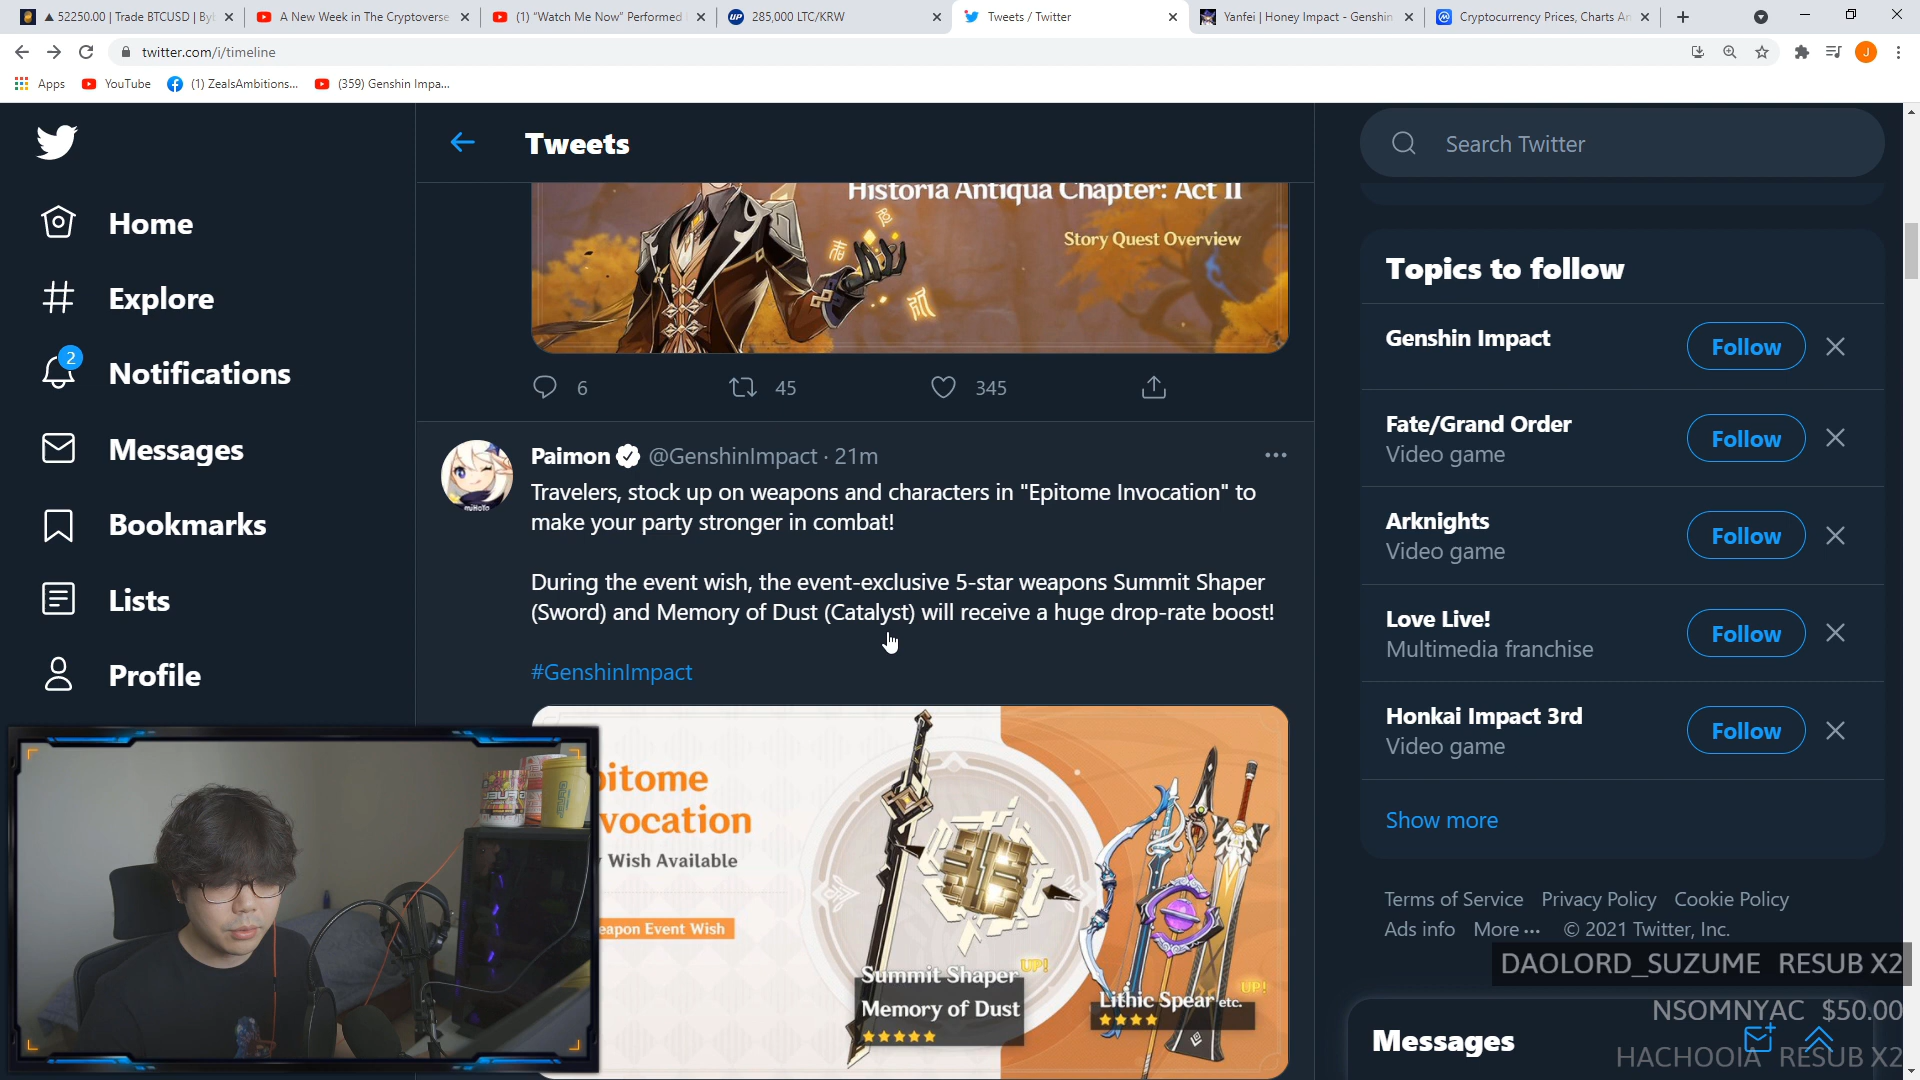 ▲ 52250.00 | Trade BTCUSD | Byb
A New Week in The Cryptoverse
(1) "Watch Me Now" Performed
285,000 LTC/KRW
Tweets / Twitter
Yanfei | Honey Impact - Genshin
Cryptocurrency Prices, Charts An
twitter.com/i/timeline
J
Apps
YouTube
(1) ZealsAmbitions...
(359) Genshin Impa...
Tweets
Search Twitter
Home
Explore
2
Notifications
Messages
Bookmarks
Lists
Profile
Historia Antiqua Chapter: Act II
Story Quest Overview
6
45
345
Paimon @GenshinImpact · 21m
Travelers, stock up on weapons and characters in "Epitome Invocation" to
make your party stronger in combat!
During the event wish, the event-exclusive 5-star weapons Summit Shaper
(Sword) and Memory of Dust (Catalyst) will receive a huge drop-rate boost!
#GenshinImpact
pitome
vocation
Wish Available
eapon Event Wish
Summit Shaper UP!
Memory of Dust
Lithic Spear etc. UP!
Topics to follow
Genshin Impact
Follow
Fate/Grand Order
Video game
Follow
Arknights
Video game
Follow
Love Live!
Multimedia franchise
Follow
Honkai Impact 3rd
Video game
Follow
Show more
Terms of Service Privacy Policy Cookie Policy
Ads info More ··· © 2021 Twitter, Inc.
DAOLORD_SUZUME RESUB X2
NSOMNYAC $50.00
Messages
HACHOOIA RESUB X2